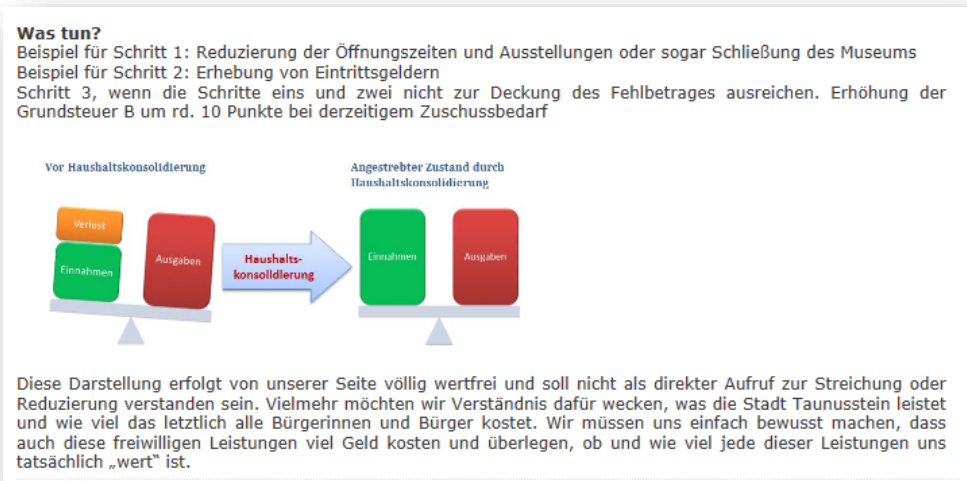 Was tun?
Beispiel für Schritt 1: Reduzierung der Öffnungszeiten und Ausstellungen oder sogar Schließung des Museums
Beispiel für Schritt 2: Erhebung von Eintrittsgeldern
Schritt 3, wenn die Schritte eins und zwei nicht zur Deckung des Fehlbetrages ausreichen. Erhöhung der
Grundsteuer B um rd. 10 Punkte bei derzeitigem Zuschussbedarf
Vor Haushaltskonsolidierung
Angestrebter Zustand durch
Haushaltskonsolidierung
Verlust
Einnahmen
Ausgaben
Haushalts-
konsolidierung
Einnahmen
Ausgaben
Diese Darstellung erfolgt von unserer Seite völlig wertfrei und soll nicht als direkter Aufruf zur Streichung oder
Reduzierung verstanden sein. Vielmehr möchten wir Verständnis dafür wecken, was die Stadt Taunusstein leistet
und wie viel das letztlich alle Bürgerinnen und Bürger kostet. Wir müssen uns einfach bewusst machen, dass
auch diese freiwilligen Leistungen viel Geld kosten und überlegen, ob und wie viel jede dieser Leistungen uns
tatsächlich „wert" ist.